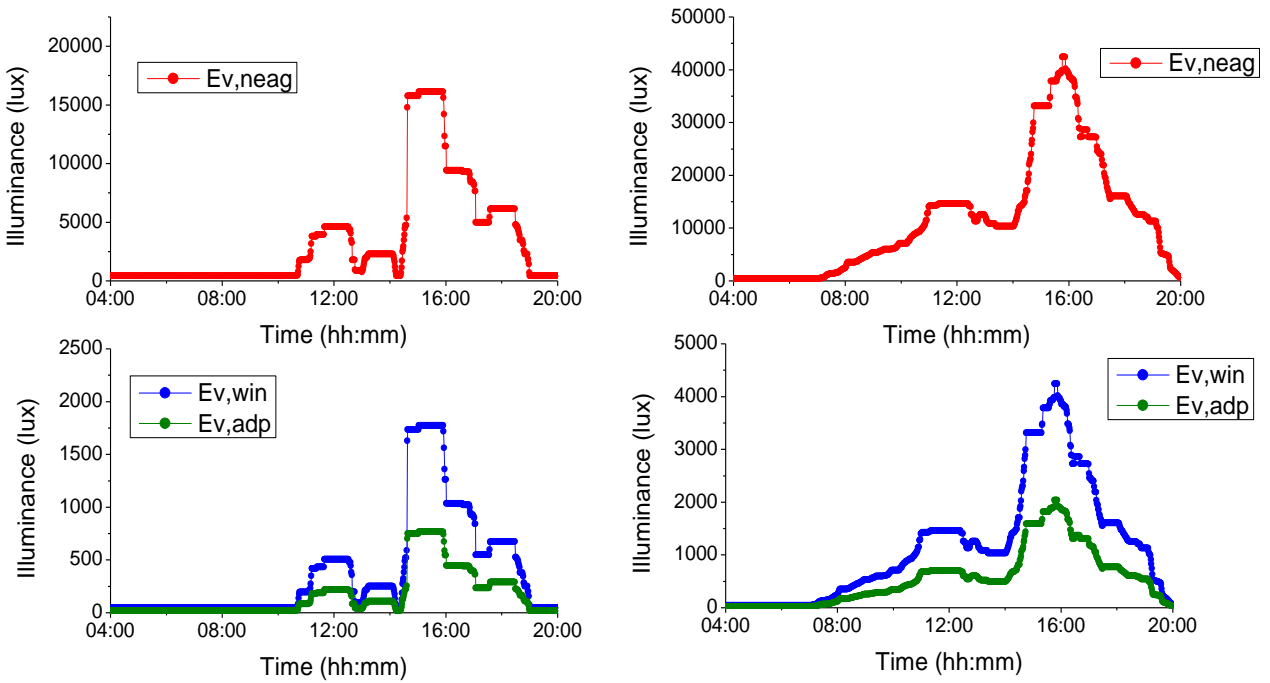 20000
15000
10000
5000
0
Illuminance (lux)
Ev,neag
04:00 08:00 12:00 16:00 20:00
Time (hh:mm)
50000
40000
30000
20000
10000
0
Illuminance (lux)
Ev,neag
04:00 08:00 12:00 16:00 20:00
Time (hh:mm)
2500
2000
1500
1000
500
0
Illuminance (lux)
Ev,win
Ev,adp
04:00 08:00 12:00 16:00 20:00
Time (hh:mm)
5000
4000
3000
2000
1000
0
Illuminance (lux)
Ev,win
Ev,adp
04:00 08:00 12:00 16:00 20:00
Time (hh:mm)